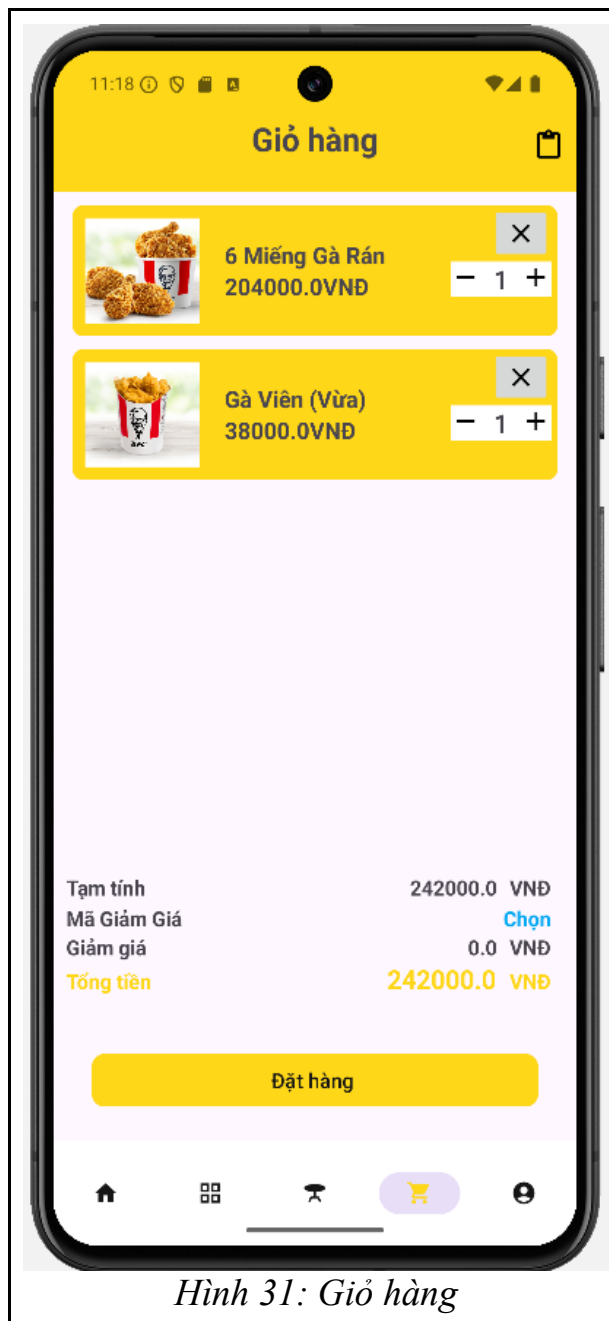 11:18
Giỏ hàng
6 Miếng Gà Rán
204000.0VNĐ
1
Gà Viên (Vừa)
38000.0VNĐ
1
Tạm tính 242000.0 VNĐ
Mã Giảm Giá Chọn
Giảm giá 0.0 VNĐ
Tổng tiền 242000.0 VNĐ
Đặt hàng
Hình 31: Giỏ hàng